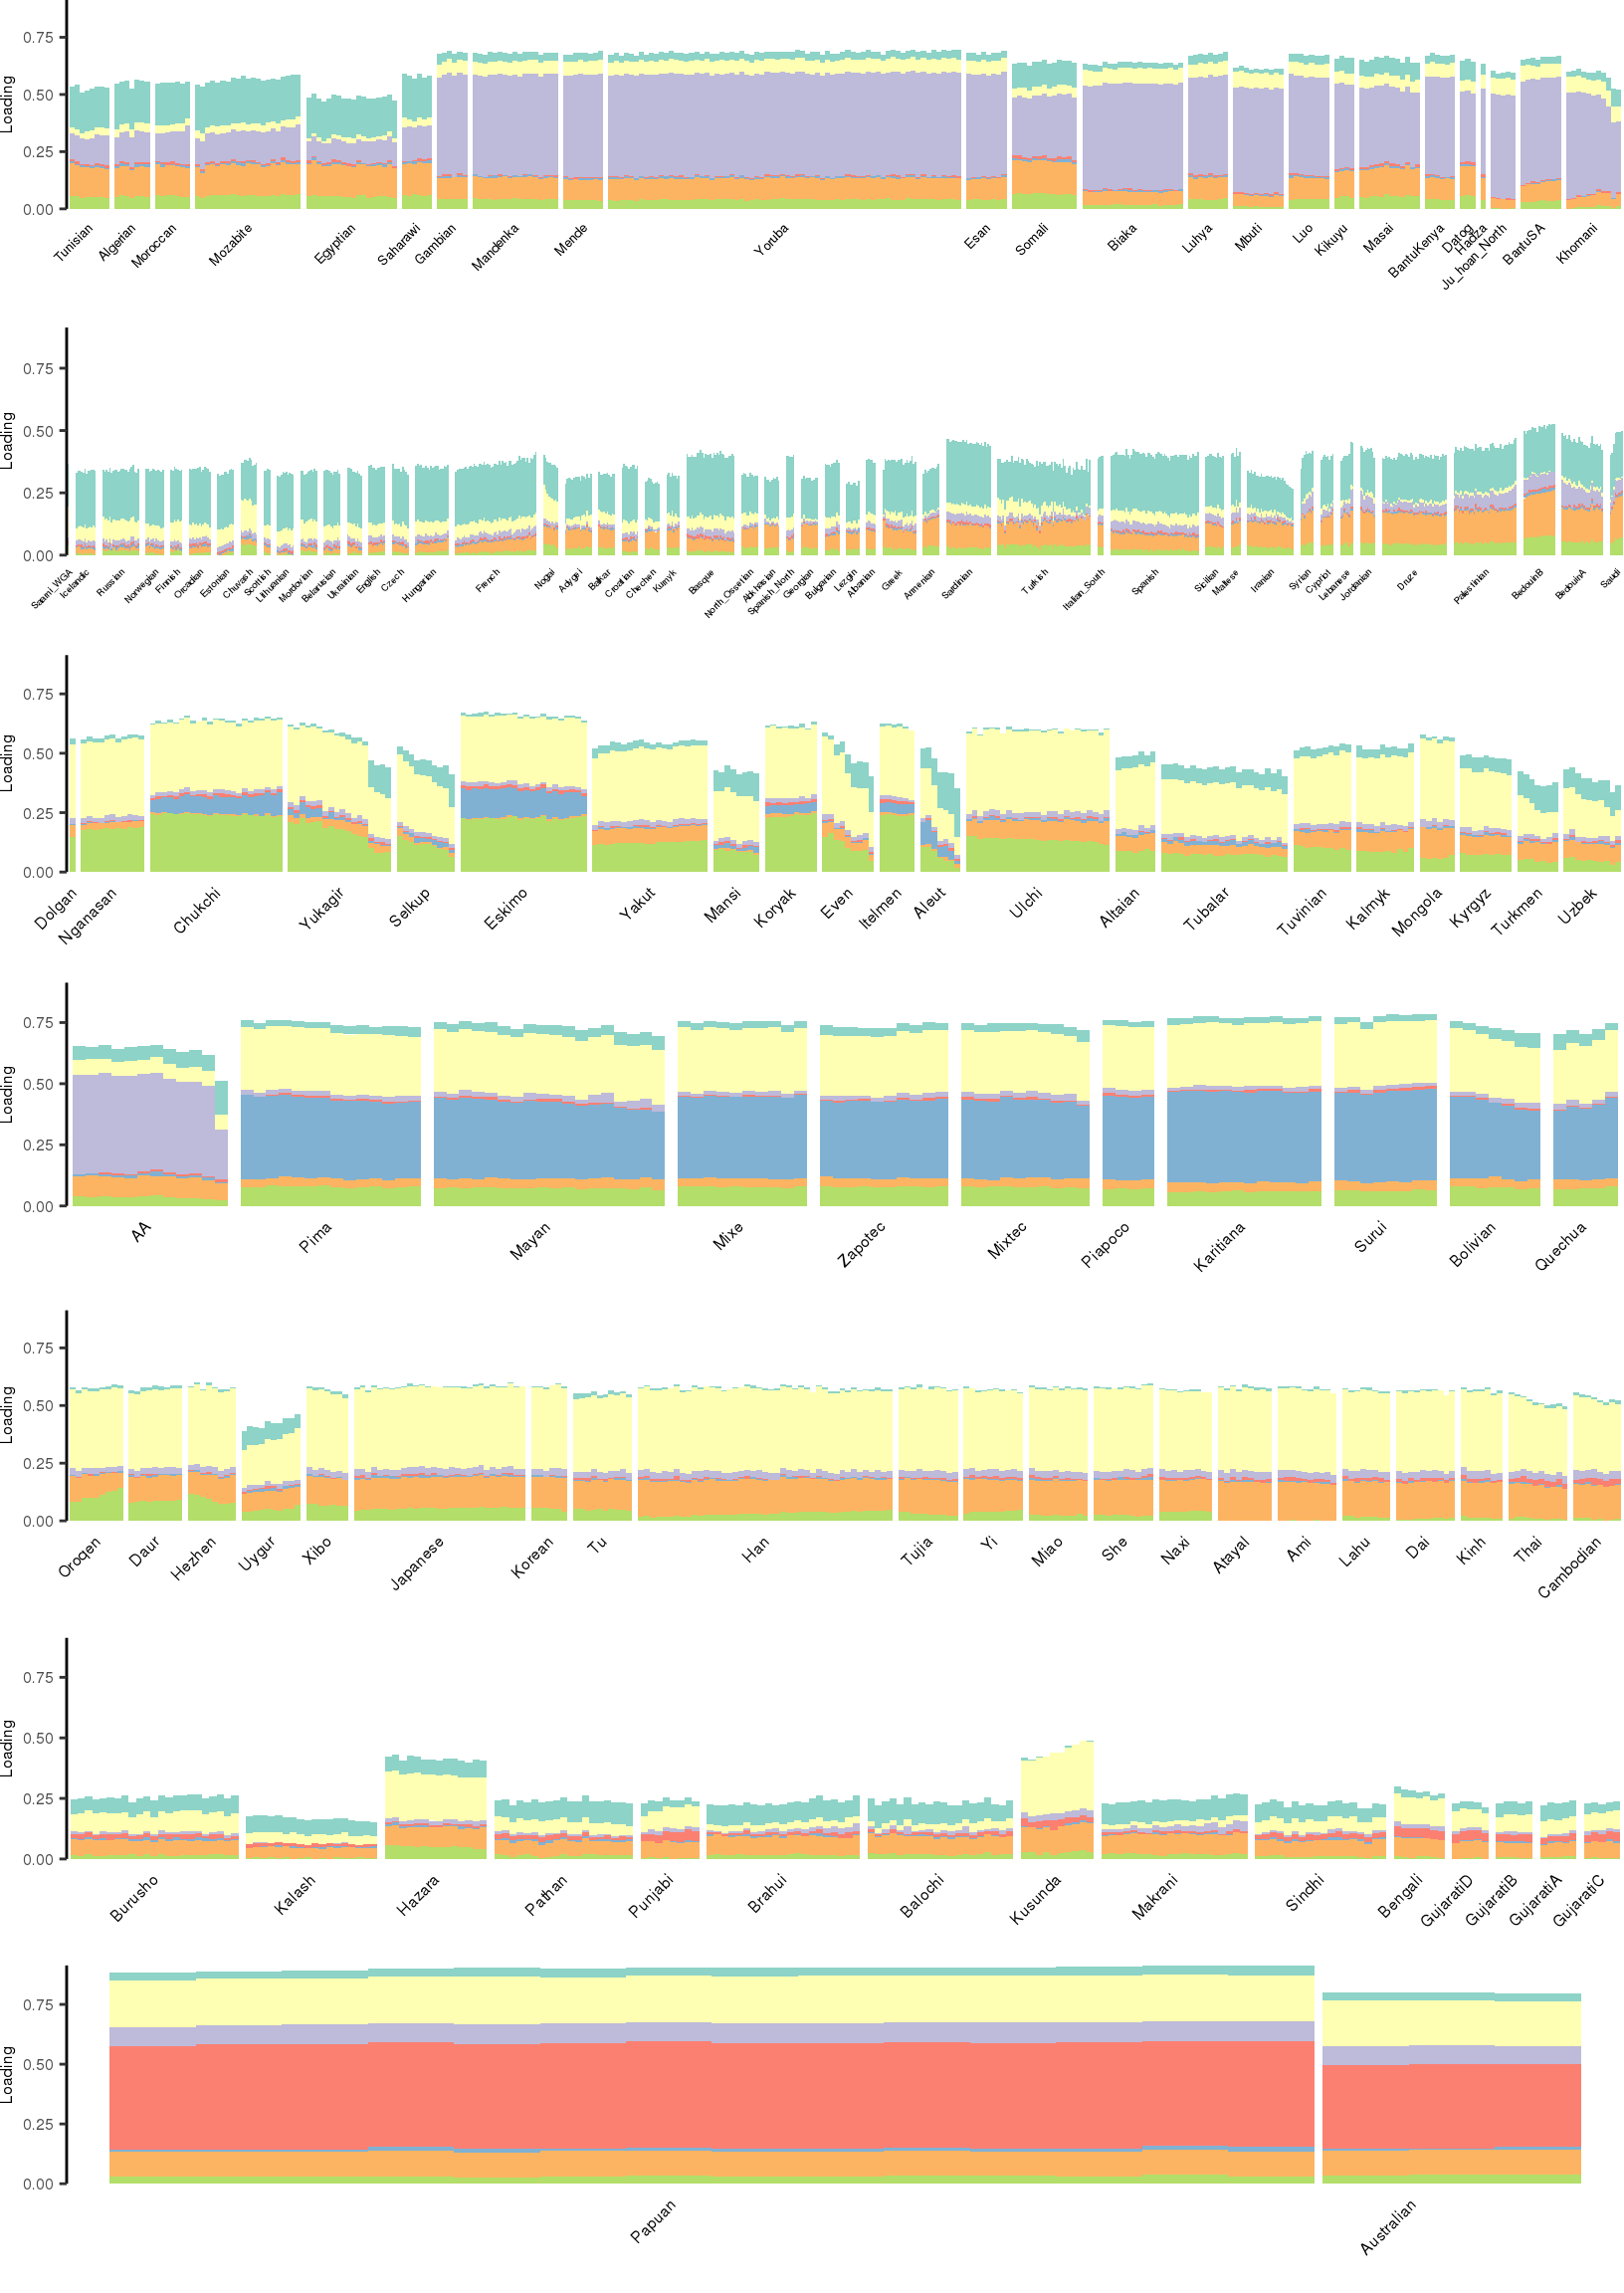 0.75
0.50
0.25
0.00
Loading
Tunisian Algerian Moroccan Mozabite Egyptian Saharawi Gambian Mandenka Mende Yoruba Esan Somali Biaka Luhya Mbuti Luo Kikuyu Masai BantuKenya Datog Hadza Ju_hoan_North BantuSA Khomani
0.75
0.50
0.25
0.00
Loading
Saami_WGA Icelandic Russian Norwegian Finnish Orcadian Estonian Chuvash Scottish Lithuanian Mordovian Belarusian Ukrainian English Czech Hungarian French Nogai Adygei Balkar Croatian Chechen Kumyk Basque North_Ossetian Abkhasian Spanish_North Georgian Bulgarian Lezgin Albanian Greek Armenian Sardinian Turkish Italian_South Spanish Sicilian Maltese Iranian Syrian Cypriot Lebanese Jordanian Druze Palestinian BedouinB BedouinA Saudi
0.75
0.50
0.25
0.00
Loading
Dolgan Nganasan Chukchi Yukagir Selkup Eskimo Yakut Mansi Koryak Even Itelmen Aleut Ulchi Altaian Tubalar Tuvinian Kalmyk Mongola Kyrgyz Turkmen Uzbek
0.75
0.50
0.25
0.00
Loading
AA Pima Mayan Mixe Zapotec Mixtec Piapoco Karitiana Surui Bolivian Quechua
0.75
0.50
0.25
0.00
Loading
Oroqen Daur Hezhen Uygur Xibo Japanese Korean Tu Han Tujia Yi Miao She Naxi Atayal Ami Lahu Dai Kinh Thai Cambodian
0.75
0.50
0.25
0.00
Loading
Burusho Kalash Hazara Pathan Punjabi Brahui Balochi Kusunda Makrani Sindhi Bengali GujaratiD GujaratiB GujaratiA GujaratiC
0.75
0.50
0.25
0.00
Loading
Papuan Australian